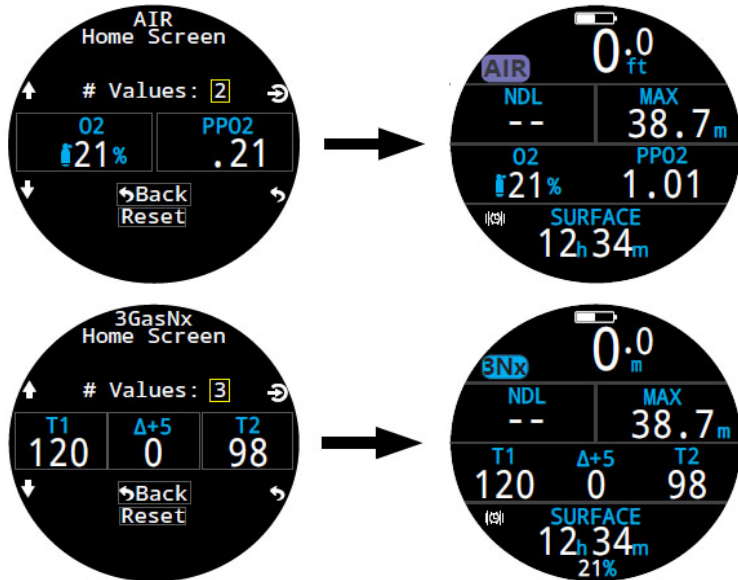 AIR
Home Screen
# Values: 2
O2 PPO2
21% .21
Back
Reset
0.0
ft
AIR
NDL MAX
-- 38.7m
O2 PPO2
21% 1.01
SURFACE
12h34m
3GasNx
Home Screen
# Values: 3
T1 Δ+5 T2
120 0 98
Back
Reset
0.0
m
3Nx
NDL MAX
-- 38.7m
T1 Δ+5 T2
120 0 98
SURFACE
12h34m
21%